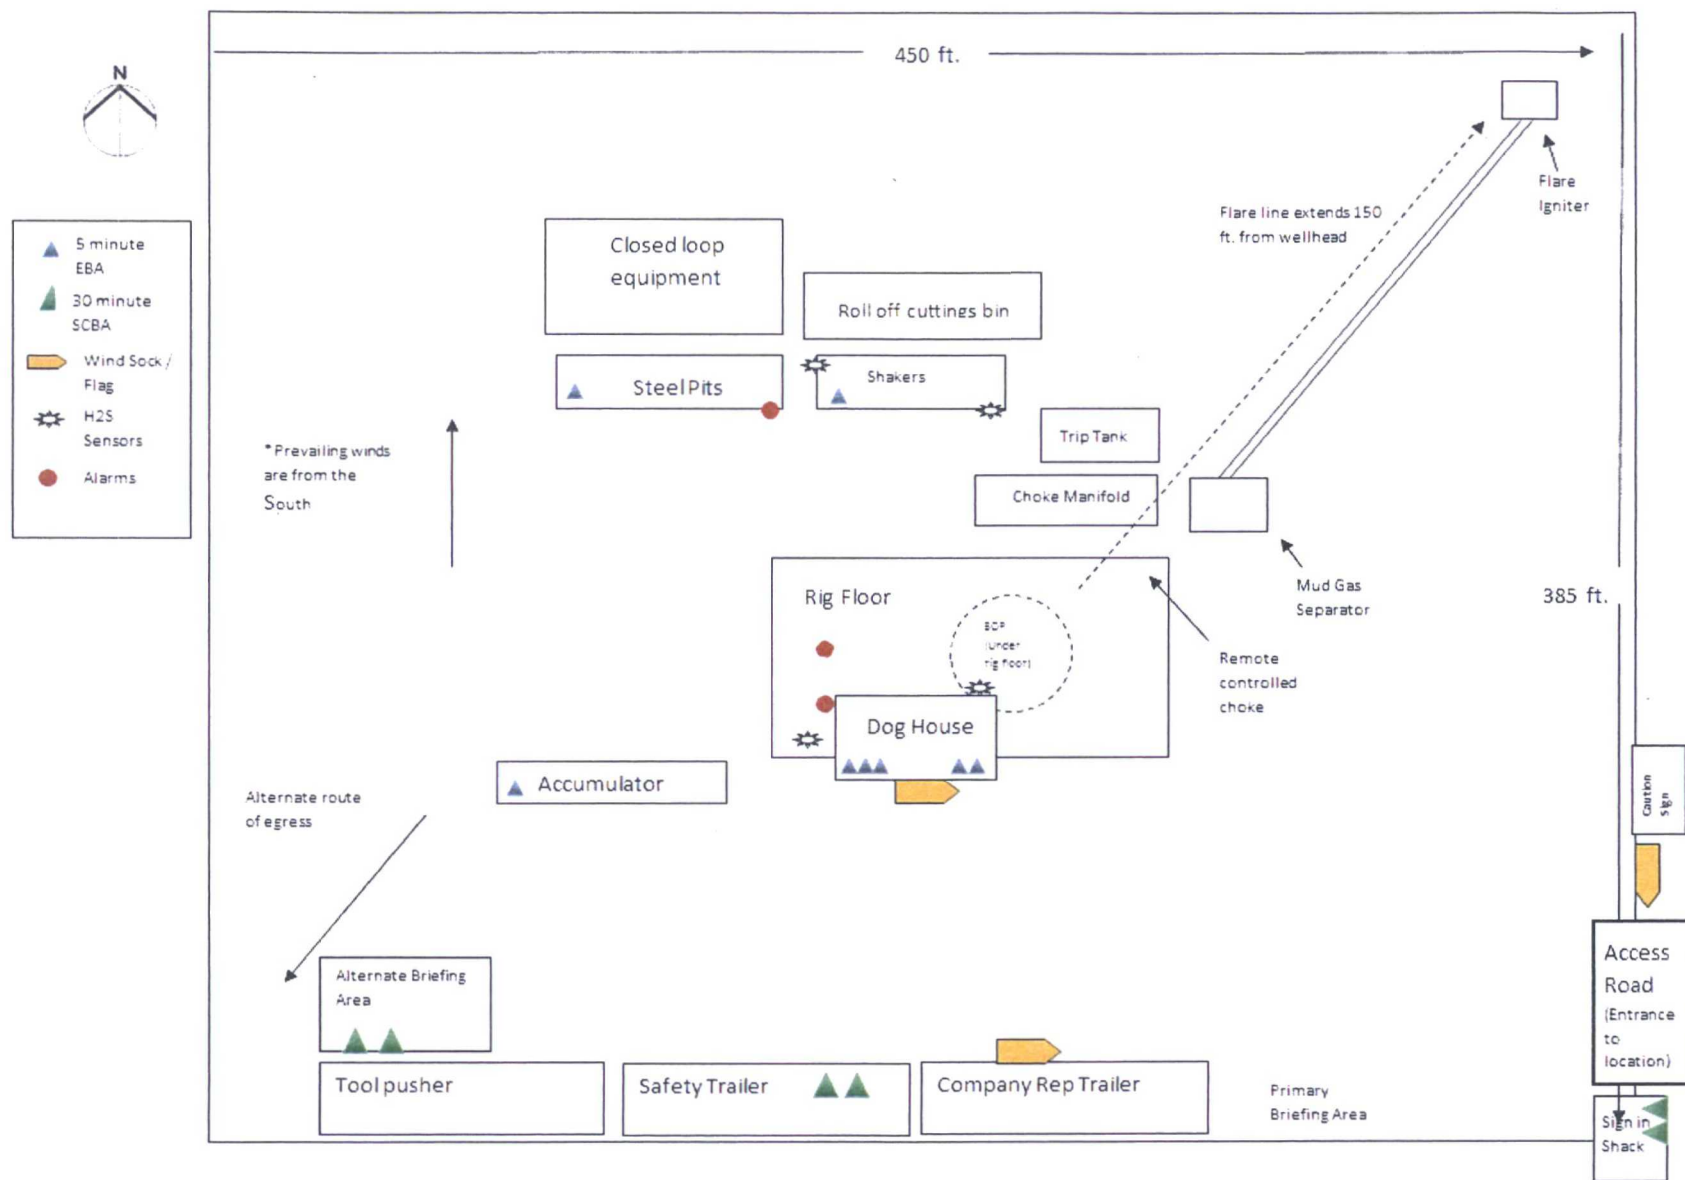 450 ft.
N
5 minute
EBA
30 minute
SCBA
Wind Sock /
Flag
H2S
Sensors
Alarms
Flare
Igniter
Flare line extends 150
ft. from wellhead
Closed loop
equipment
Roll off cuttings bin
Steel Pits
Shakers
Trip Tank
Choke Manifold
*Prevailing winds
are from the
South
Mud Gas
Separator
385 ft.
Rig Floor
BOP
(Under
rig floor)
Remote
controlled
choke
Dog House
Accumulator
Alternate route
of egress
Caution
Sign
Access
Road
(Entrance
to
location)
Alternate Briefing
Area
Tool pusher
Safety Trailer
Company Rep Trailer
Primary
Briefing Area
Sign in
Shack